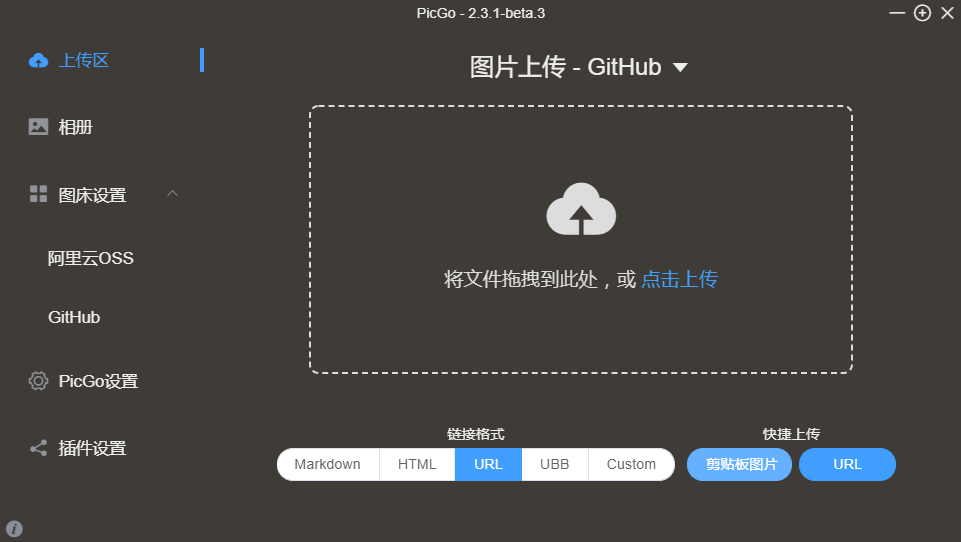 PicGo - 2.3.1-beta.3
上传区
相册
图床设置
阿里云OSS
GitHub
PicGo设置
插件设置
图片上传 - GitHub
将文件拖拽到此处，或 点击上传
链接格式
Markdown HTML URL UBB Custom
快捷上传
剪贴板图片 URL
i